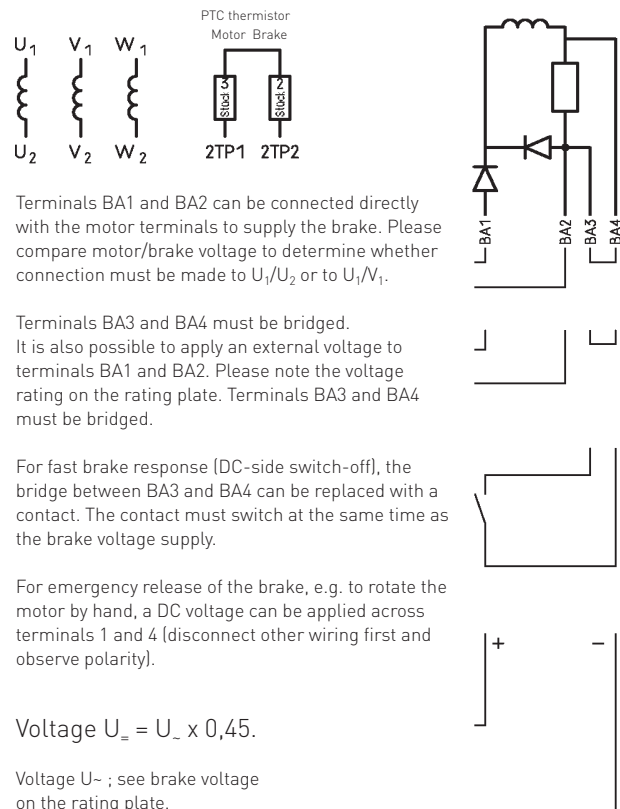 PTC thermistor
Motor Brake
U₁ V₁ W₁
3 Stück 2 Stück
U₂ V₂ W₂ 2TP1 2TP2
BA1 BA2 BA3 BA4
Terminals BA1 and BA2 can be connected directly
with the motor terminals to supply the brake. Please
compare motor/brake voltage to determine whether
connection must be made to U₁/U₂ or to U₁/V₁.
Terminals BA3 and BA4 must be bridged.
It is also possible to apply an external voltage to
terminals BA1 and BA2. Please note the voltage
rating on the rating plate. Terminals BA3 and BA4
must be bridged.
For fast brake response (DC-side switch-off), the
bridge between BA3 and BA4 can be replaced with a
contact. The contact must switch at the same time as
the brake voltage supply.
For emergency release of the brake, e.g. to rotate the
motor by hand, a DC voltage can be applied across
terminals 1 and 4 (disconnect other wiring first and
observe polarity).
+ −
Voltage U₌ = U~ x 0,45.
Voltage U~ ; see brake voltage
on the rating plate.